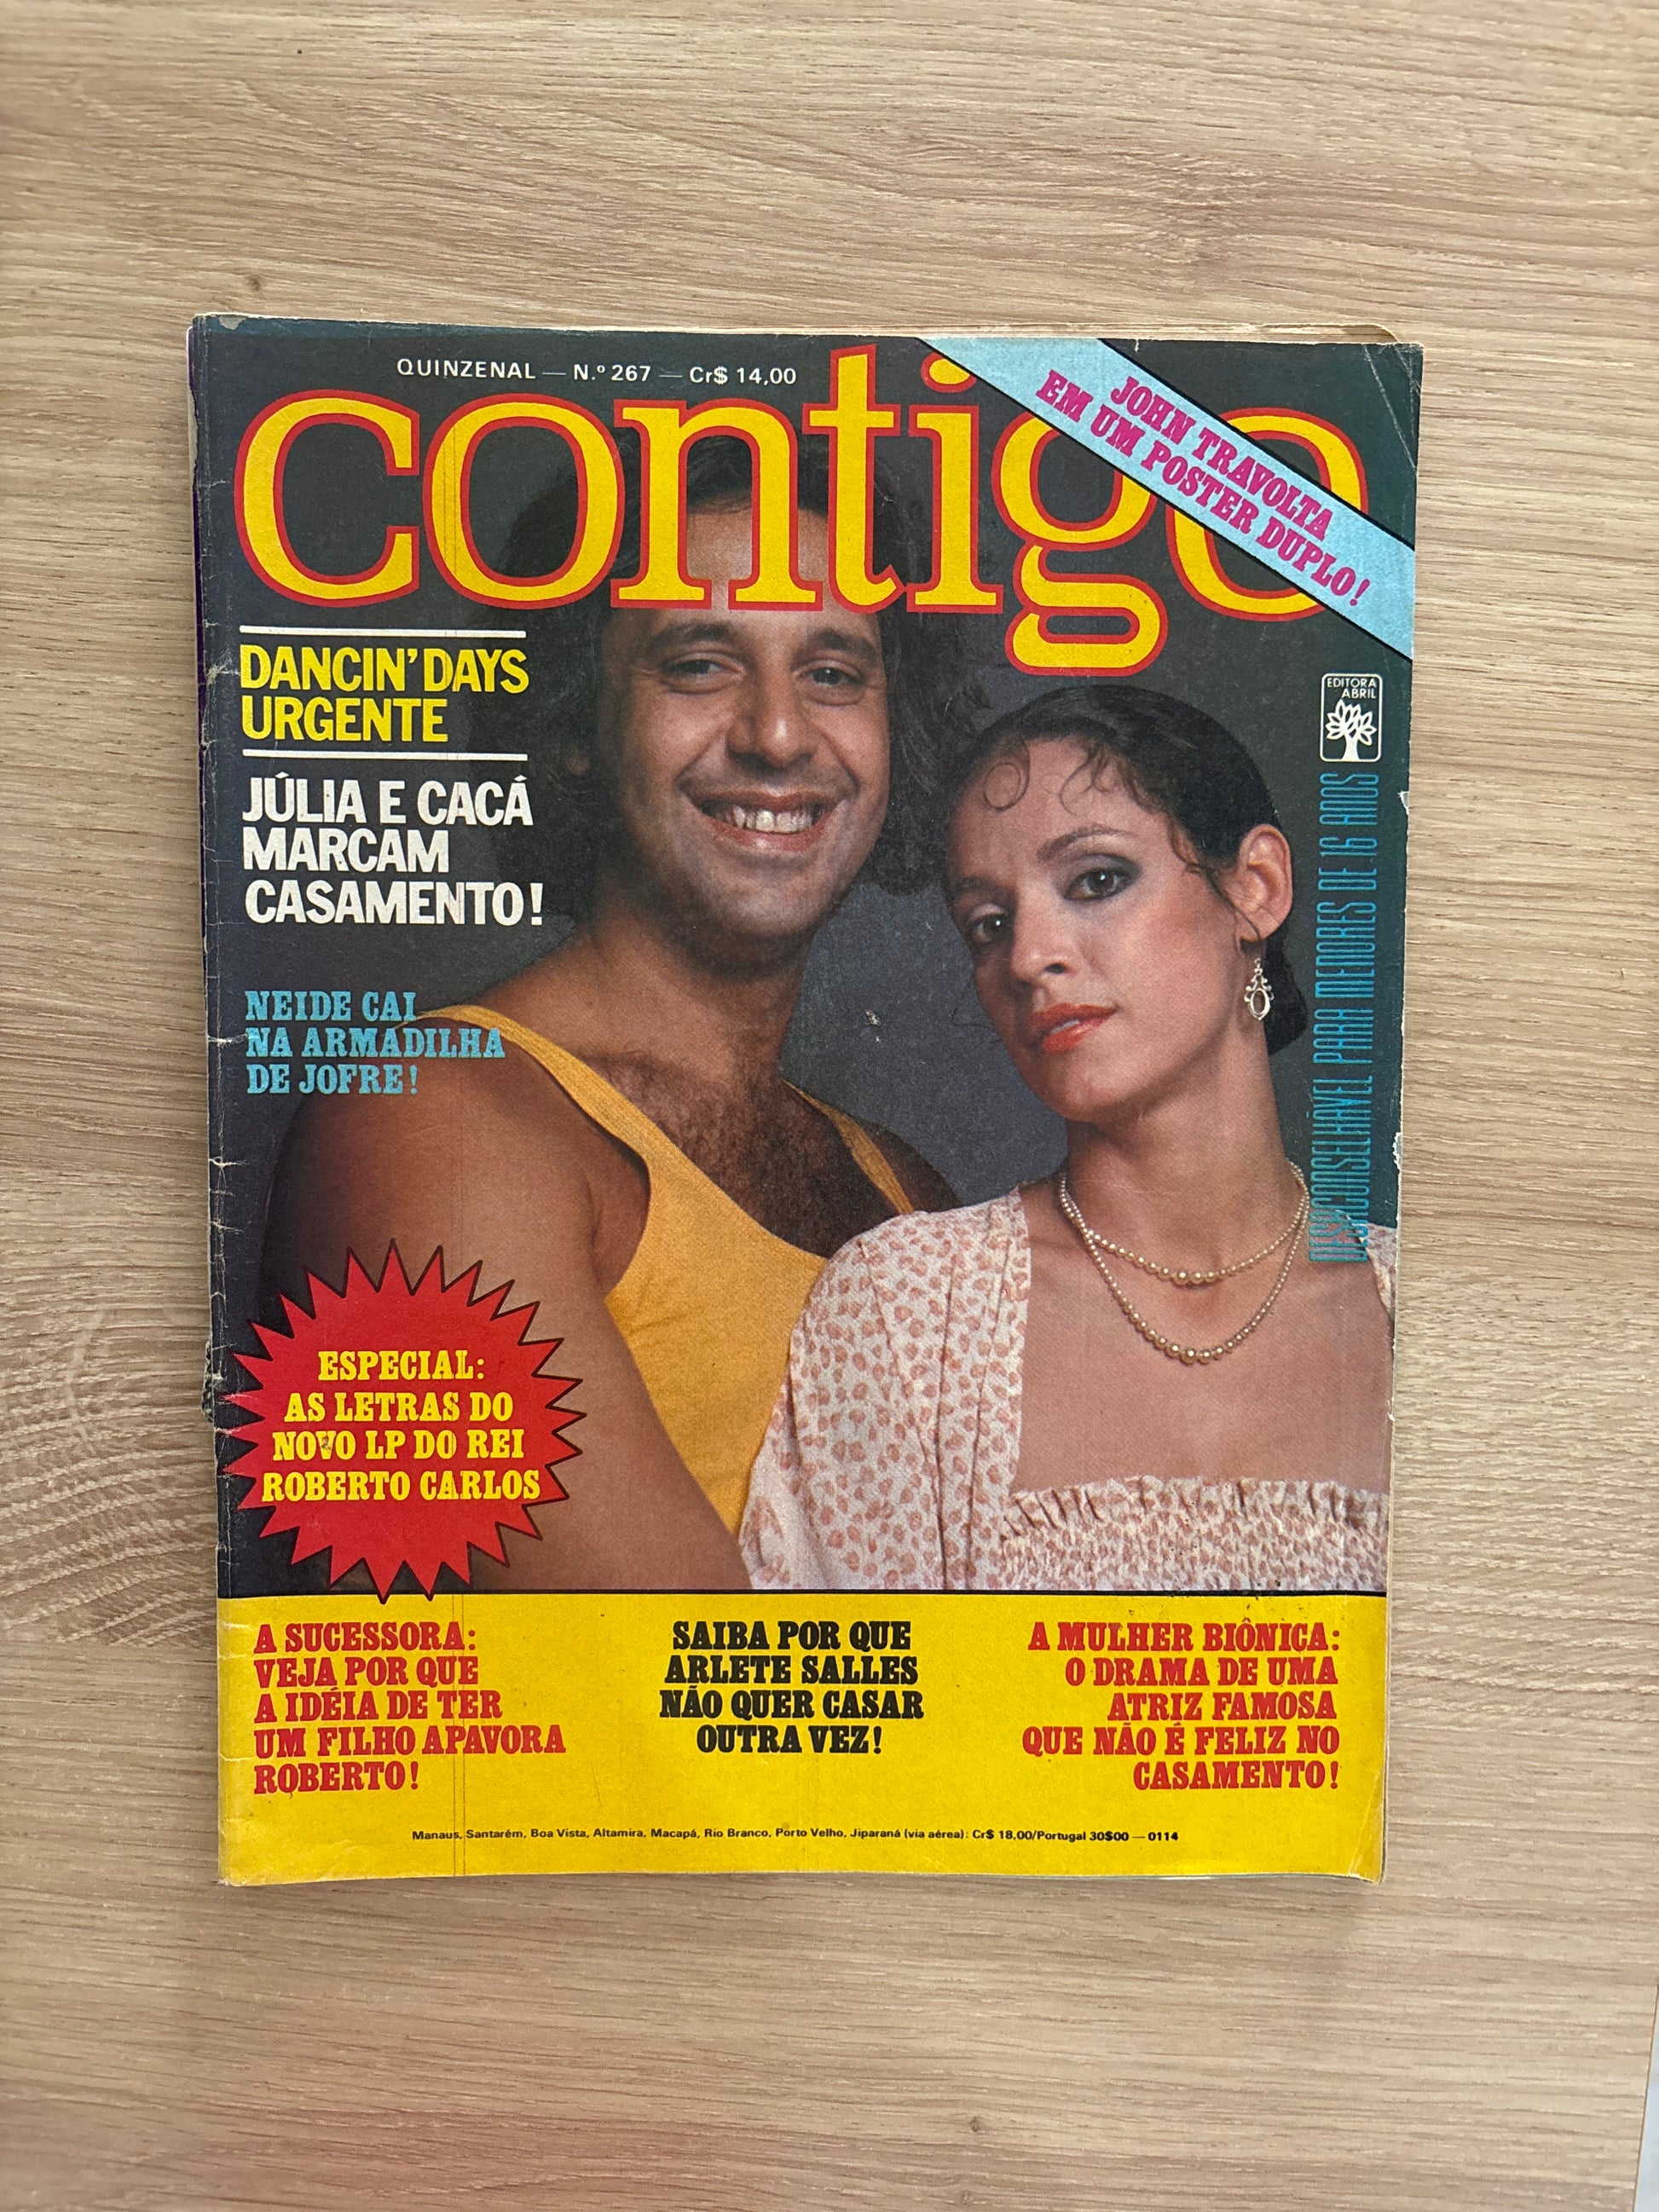 QUINZENAL — N.º 267 — Cr$ 14,00
contigo
JOHN TRAVOLTA
EM UM POSTER DUPLO!
DANCIN' DAYS
URGENTE
JÚLIA E CACÁ
MARCAM
CASAMENTO!
NEIDE CAI
NA ARMADILHA
DE JOFRE!
EDITORA
ABRIL
DESACONSELHÁVEL PARA MENORES DE 16 ANOS
ESPECIAL:
AS LETRAS DO
NOVO LP DO REI
ROBERTO CARLOS
A SUCESSORA:
VEJA POR QUE
A IDÉIA DE TER
UM FILHO APAVORA
ROBERTO!
SAIBA POR QUE
ARLETE SALLES
NÃO QUER CASAR
OUTRA VEZ!
A MULHER BIÔNICA:
O DRAMA DE UMA
ATRIZ FAMOSA
QUE NÃO É FELIZ NO
CASAMENTO!
Manaus, Santarém, Boa Vista, Altamira, Macapá, Rio Branco, Porto Velho, Jiparaná (via aérea): Cr$ 18,00/Portugal 30$00 — 0114